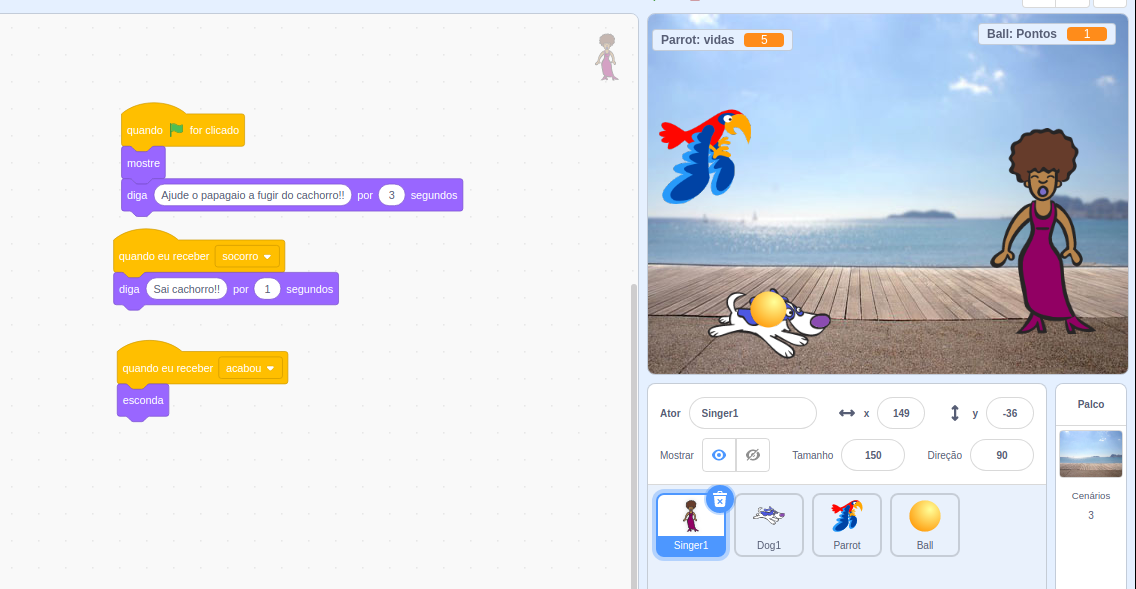 quando for clicado
mostre
diga Ajude o papagaio a fugir do cachorro!! por 3 segundos
quando eu receber socorro
diga Sai cachorro!! por 1 segundos
quando eu receber acabou
esconda
Parrot: vidas 5
Ball: Pontos 1
Ator Singer1 x 149 y -36
Mostrar Tamanho 150 Direção 90
Singer1 Dog1 Parrot Ball
Palco
Cenários
3